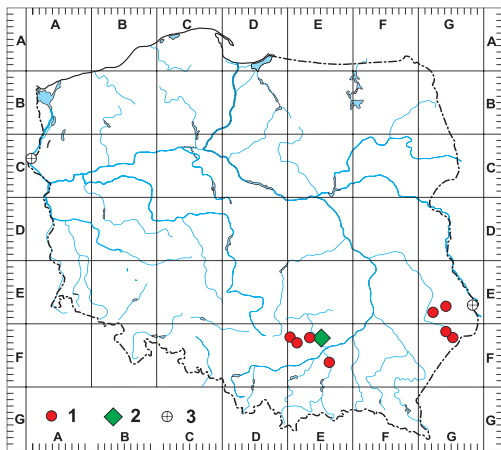 A B C D E F G
A A
B B
C C
D D
E E
F F
G 1 2 3 G
A B C D E F G